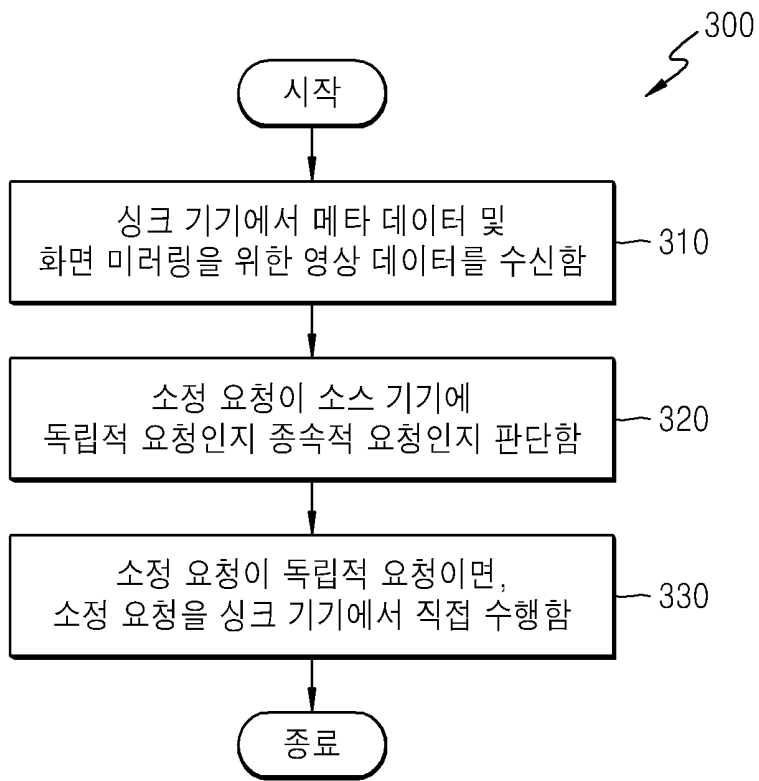 300
시작
싱크 기기에서 메타 데이터 및
화면 미러링을 위한 영상 데이터를 수신함
310
소정 요청이 소스 기기에
독립적 요청인지 종속적 요청인지 판단함
320
소정 요청이 독립적 요청이면,
소정 요청을 싱크 기기에서 직접 수행함
330
종료